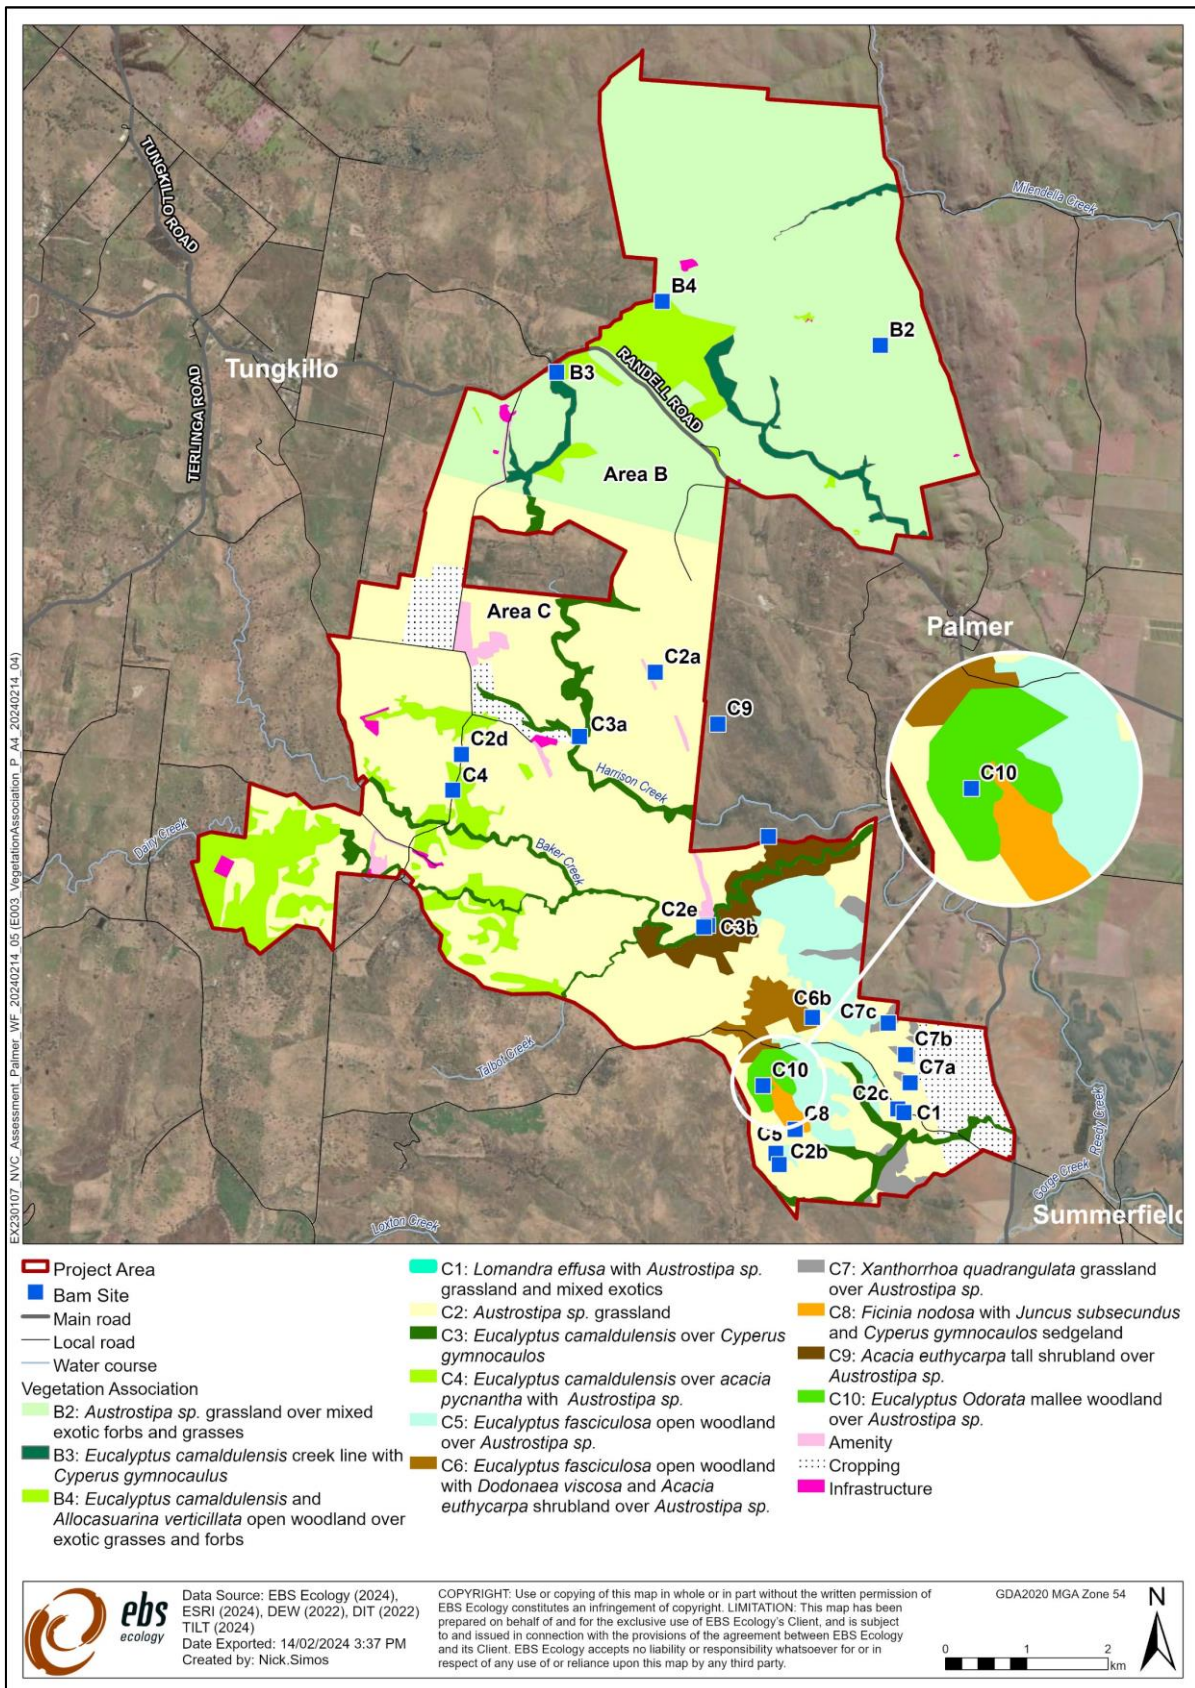 TUNGKILLO ROAD
Milendella Creek
B4
B2
Tungkillo
B3
RANDELL ROAD
TERLINGA ROAD
Area B
Area C
Palmer
C2a
C9
C3a
C2d
C4
C10
Harrison Creek
Dairy Creek
Baker Creek
C2e
C3b
C6b
C7c
C7b
C7a
Talbot Creek
C10
C2c
C1
C8
C5
C2b
Reedy Creek
Gorge Creek
Loxton Creek
Summerfield
EX230107_NVC_Assessment_Palmer_WF_20240214_05 (E003_VegetationAssociation_P_A4_20240214_04)
Project Area
Bam Site
Main road
Local road
Water course
Vegetation Association
B2: Austrostipa sp. grassland over mixed
exotic forbs and grasses
B3: Eucalyptus camaldulensis creek line with
Cyperus gymnocaulus
B4: Eucalyptus camaldulensis and
Allocasuarina verticillata open woodland over
exotic grasses and forbs
C1: Lomandra effusa with Austrostipa sp.
grassland and mixed exotics
C2: Austrostipa sp. grassland
C3: Eucalyptus camaldulensis over Cyperus
gymnocaulos
C4: Eucalyptus camaldulensis over acacia
pycnantha with Austrostipa sp.
C5: Eucalyptus fasciculosa open woodland
over Austrostipa sp.
C6: Eucalyptus fasciculosa open woodland
with Dodonaea viscosa and Acacia
euthycarpa shrubland over Austrostipa sp.
C7: Xanthorrhoa quadrangulata grassland
over Austrostipa sp.
C8: Ficinia nodosa with Juncus subsecundus
and Cyperus gymnocaulos sedgeland
C9: Acacia euthycarpa tall shrubland over
Austrostipa sp.
C10: Eucalyptus Odorata mallee woodland
over Austrostipa sp.
Amenity
Cropping
Infrastructure
ebs
ecology
Data Source: EBS Ecology (2024),
ESRI (2024), DEW (2022), DIT (2022)
TILT (2024)
Date Exported: 14/02/2024 3:37 PM
Created by: Nick.Simos
COPYRIGHT: Use or copying of this map in whole or in part without the written permission of
EBS Ecology constitutes an infringement of copyright. LIMITATION: This map has been
prepared on behalf of and for the exclusive use of EBS Ecology's Client, and is subject
to and issued in connection with the provisions of the agreement between EBS Ecology
and its Client. EBS Ecology accepts no liability or responsibility whatsoever for or in
respect of any use of or reliance upon this map by any third party.
GDA2020 MGA Zone 54
N
0 1 2
km